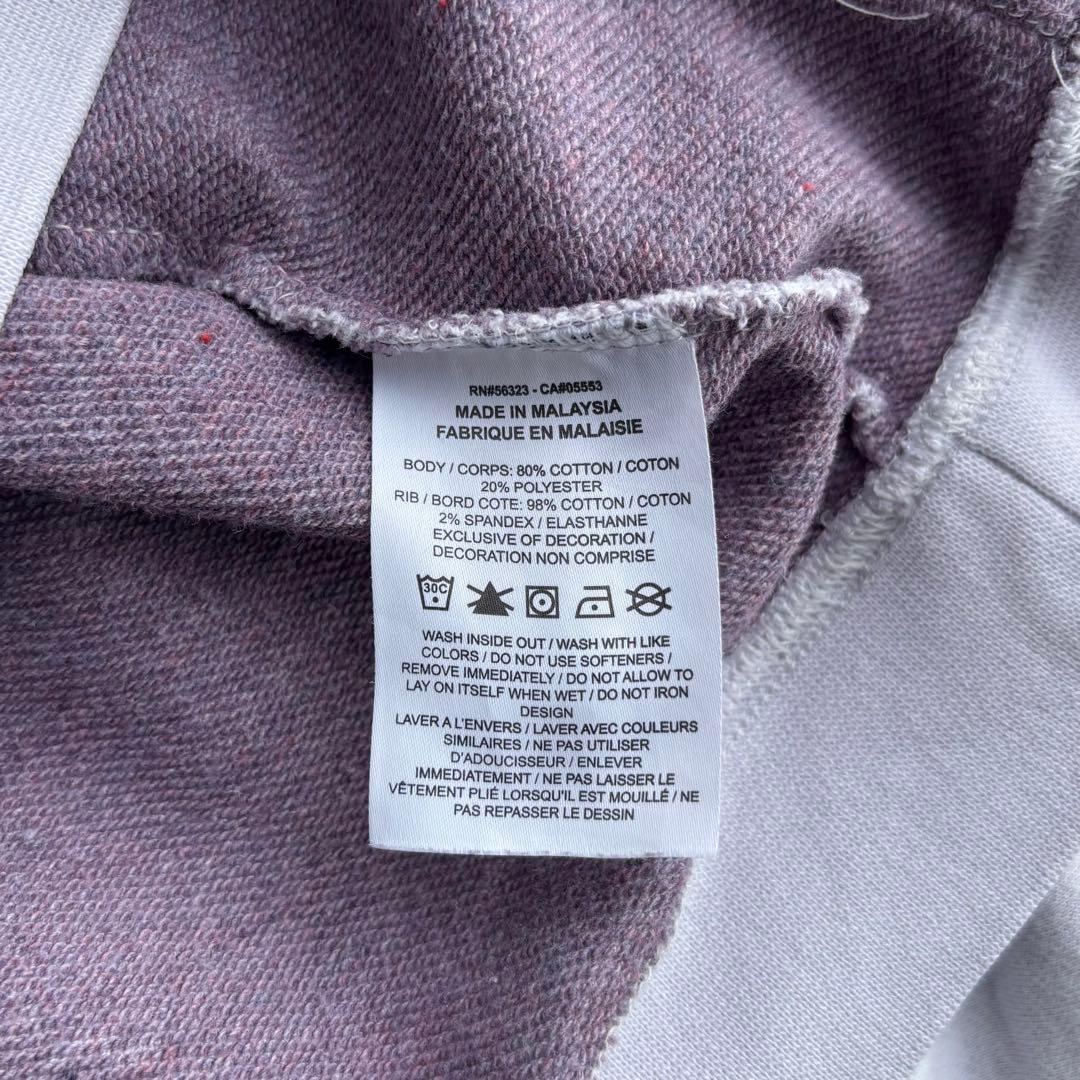 RN#56323 - CA#05553
MADE IN MALAYSIA
FABRIQUE EN MALAISIE
BODY / CORPS: 80% COTTON / COTON
20% POLYESTER
RIB / BORD COTE: 98% COTTON / COTON
2% SPANDEX / ELASTHANNE
EXCLUSIVE OF DECORATION /
DECORATION NON COMPRISE
30C
WASH INSIDE OUT / WASH WITH LIKE
COLORS / DO NOT USE SOFTENERS /
REMOVE IMMEDIATELY / DO NOT ALLOW TO
LAY ON ITSELF WHEN WET / DO NOT IRON
DESIGN
LAVER A L'ENVERS / LAVER AVEC COULEURS
SIMILAIRES / NE PAS UTILISER
D'ADOUCISSEUR / ENLEVER
IMMEDIATEMENT / NE PAS LAISSER LE
VÊTEMENT PLIÉ LORSQU'IL EST MOUILLÉ / NE
PAS REPASSER LE DESSIN